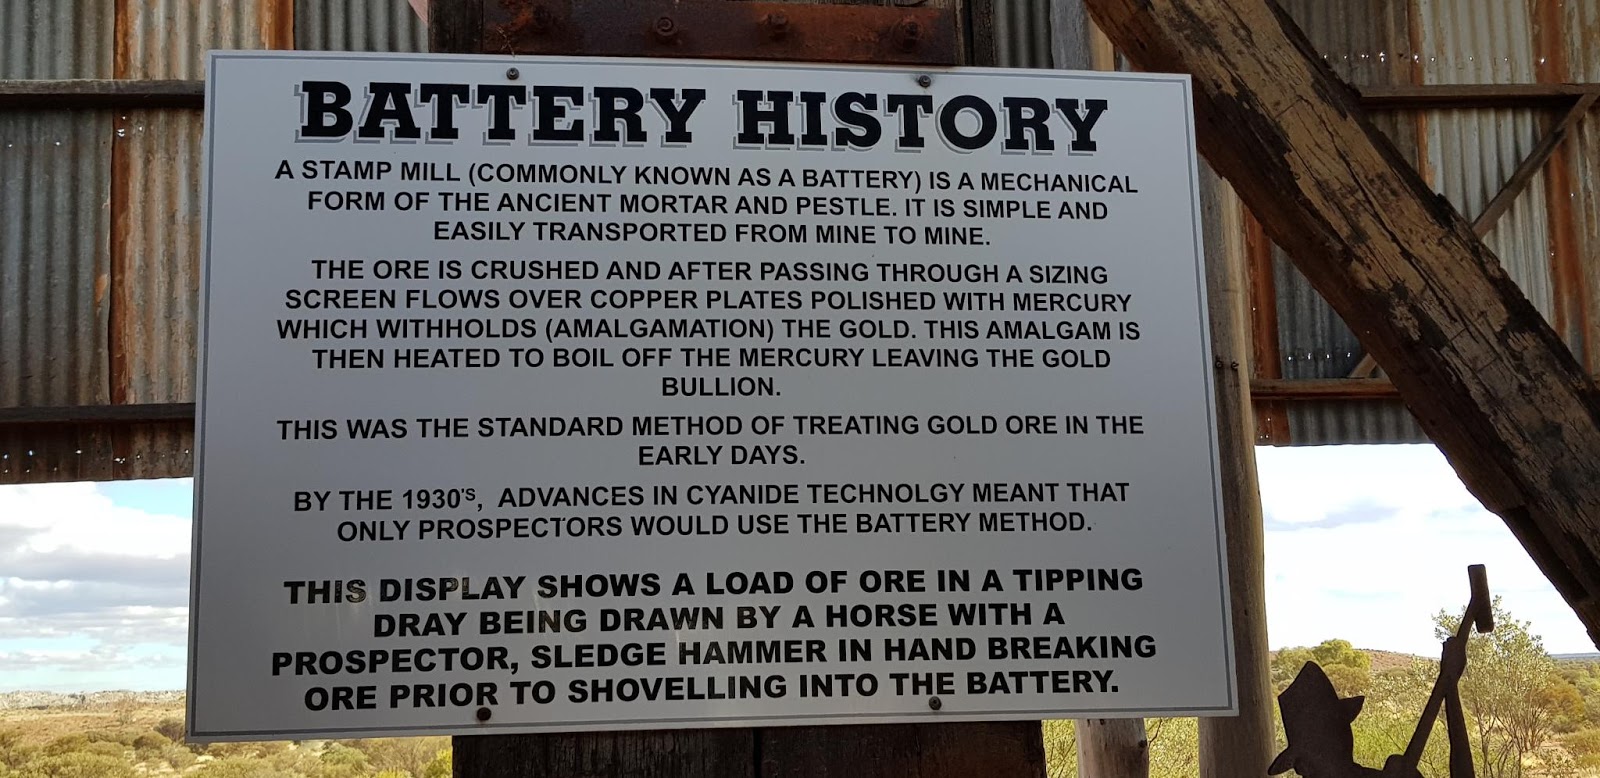 BATTERY HISTORY
A STAMP MILL (COMMONLY KNOWN AS A BATTERY) IS A MECHANICAL
FORM OF THE ANCIENT MORTAR AND PESTLE. IT IS SIMPLE AND
EASILY TRANSPORTED FROM MINE TO MINE.
THE ORE IS CRUSHED AND AFTER PASSING THROUGH A SIZING
SCREEN FLOWS OVER COPPER PLATES POLISHED WITH MERCURY
WHICH WITHHOLDS (AMALGAMATION) THE GOLD. THIS AMALGAM IS
THEN HEATED TO BOIL OFF THE MERCURY LEAVING THE GOLD
BULLION.
THIS WAS THE STANDARD METHOD OF TREATING GOLD ORE IN THE
EARLY DAYS.
BY THE 1930'S, ADVANCES IN CYANIDE TECHNOLGY MEANT THAT
ONLY PROSPECTORS WOULD USE THE BATTERY METHOD.
THIS DISPLAY SHOWS A LOAD OF ORE IN A TIPPING
DRAY BEING DRAWN BY A HORSE WITH A
PROSPECTOR, SLEDGE HAMMER IN HAND BREAKING
ORE PRIOR TO SHOVELLING INTO THE BATTERY.